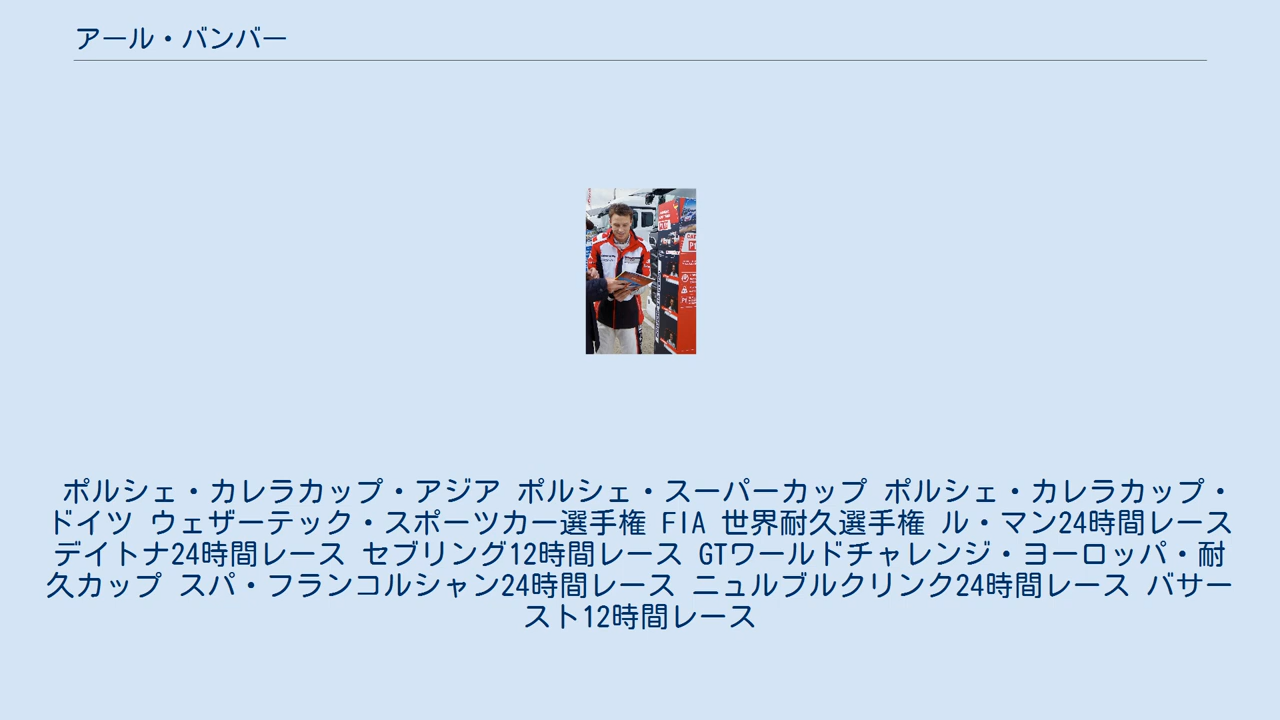 アール・バンバー
ポルシェ・カレラカップ・アジア ポルシェ・スーパーカップ ポルシェ・カレラカップ・
ドイツ ウェザーテック・スポーツカー選手権 FIA 世界耐久選手権 ル・マン24時間レース
デイトナ24時間レース セブリング12時間レース GTワールドチャレンジ・ヨーロッパ・耐
久カップ スパ・フランコルシャン24時間レース ニュルブルクリンク24時間レース バサー
スト12時間レース